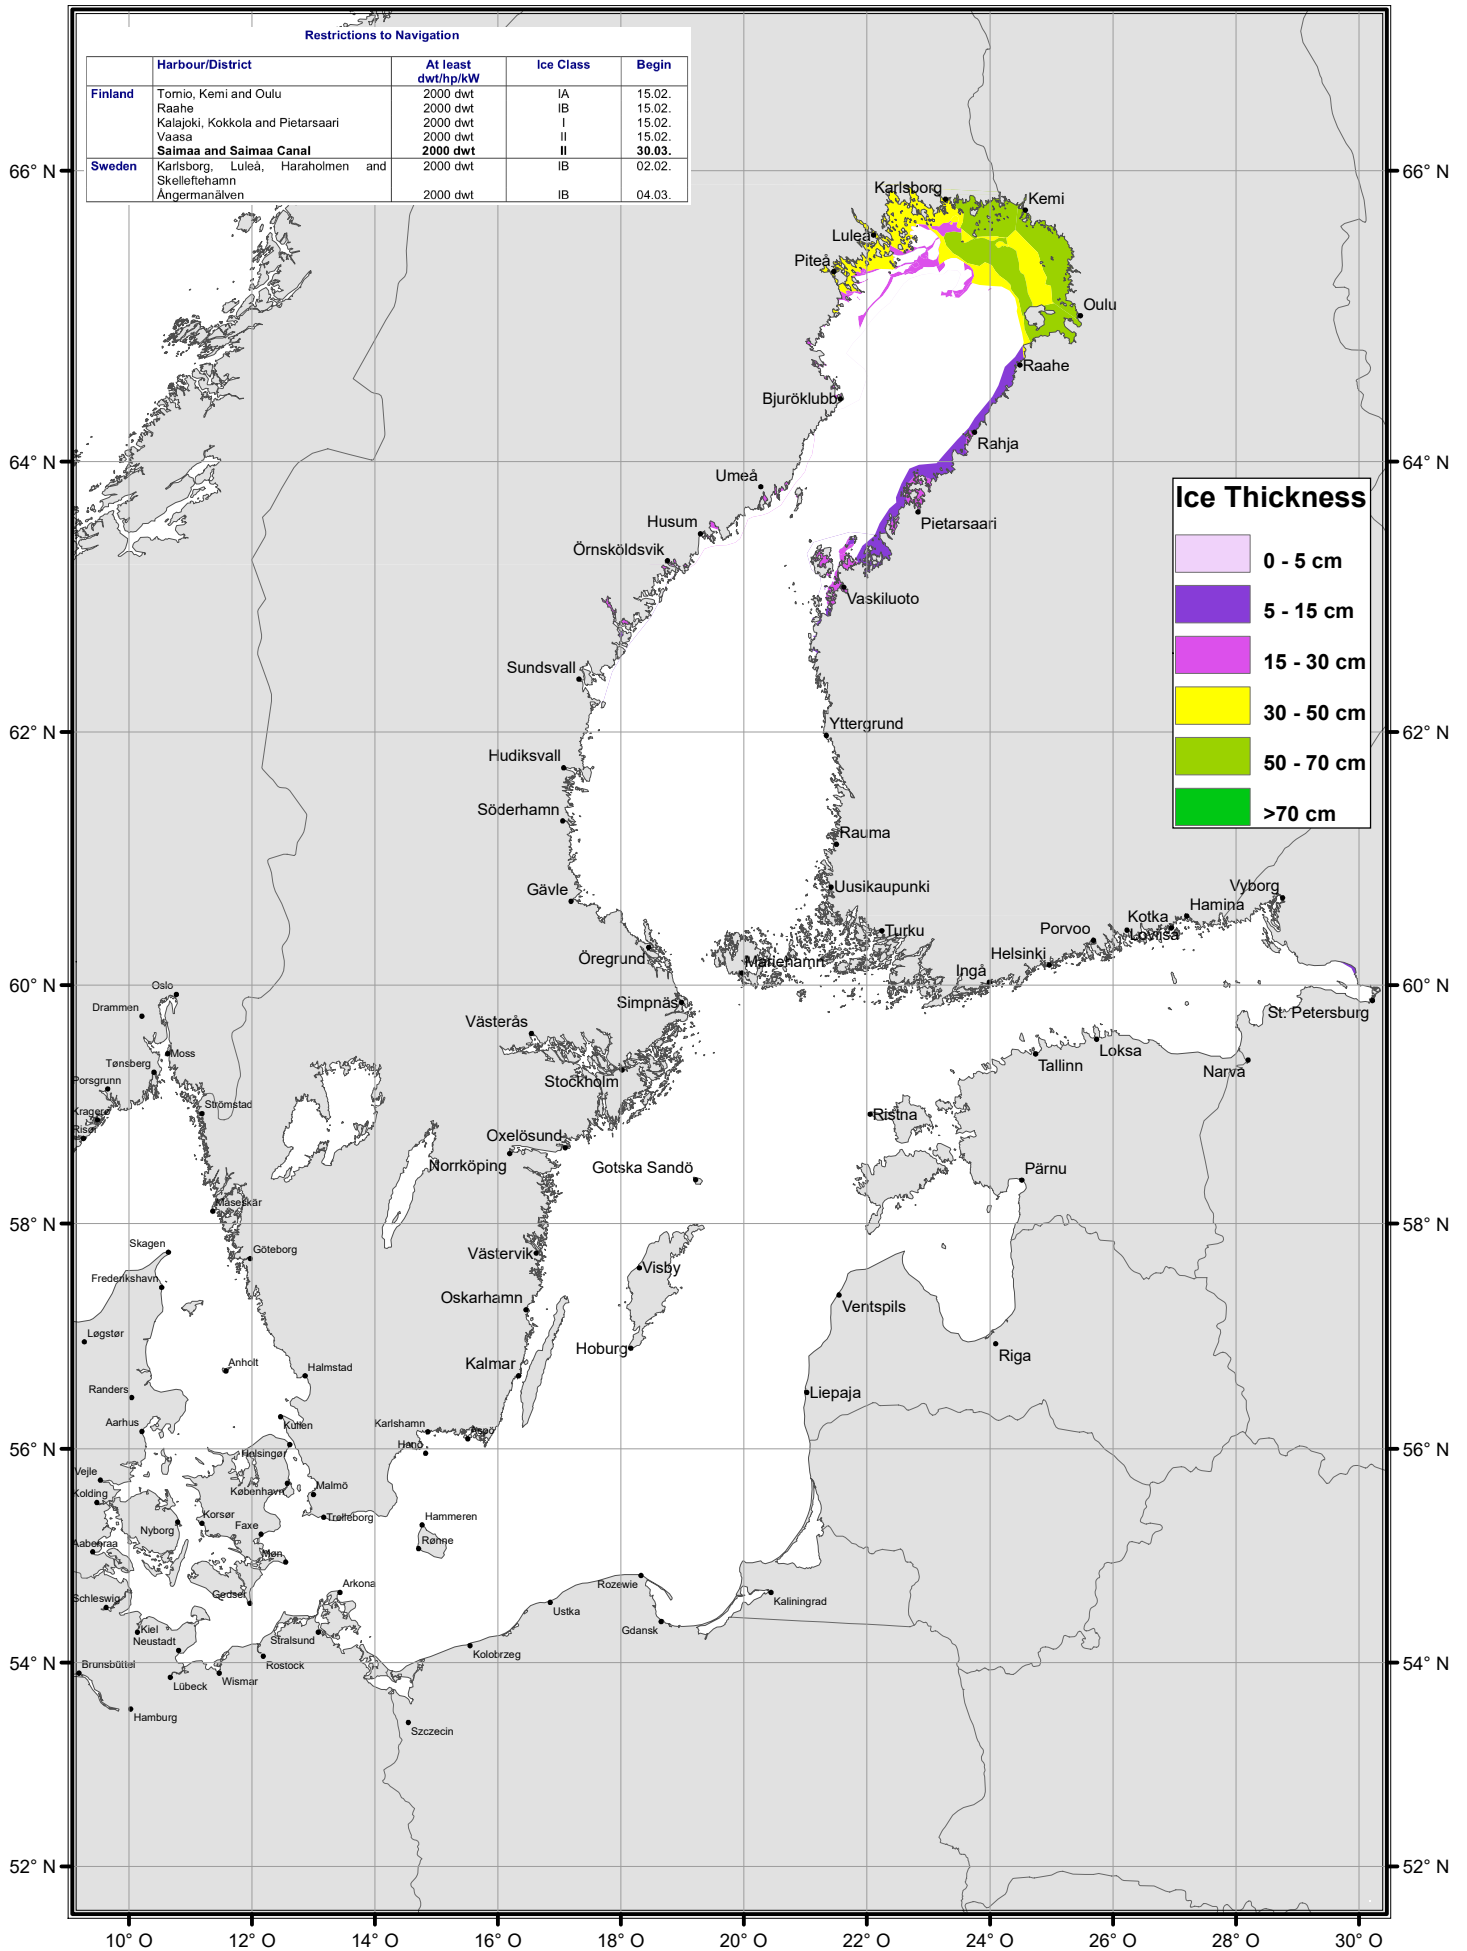 Restrictions to Navigation
Harbour/District At least dwt/hp/kW Ice Class Begin
Finland Tornio, Kemi and Oulu 2000 dwt IA 15.02.
Raahe 2000 dwt IB 15.02.
Kalajoki, Kokkola and Pietarsaari 2000 dwt I 15.02.
Vaasa 2000 dwt II 15.02.
Saimaa and Saimaa Canal 2000 dwt II 30.03.
Sweden Karlsborg, Luleå, Haraholmen and 2000 dwt IB 02.02.
Skelleftehamn
Ångermanälven 2000 dwt IB 04.03.
66° N
66° N
Karlsborg
Kemi
Luleå
Piteå
Oulu
Raahe
Bjuröklubb
Rahja
64° N
64° N
Umeå
Pietarsaari
Husum
Örnsköldsvik
Vaskiluoto
Ice Thickness
0 - 5 cm
5 - 15 cm
15 - 30 cm
30 - 50 cm
50 - 70 cm
>70 cm
Sundsvall
Yttergrund
62° N
62° N
Hudiksvall
Söderhamn
Rauma
Gävle
Uusikaupunki
Vyborg
Hamina
Kotka
Lovijsa
Porvoo
Turku
Helsinki
Öregrund
Mariehamn
Ingå
60° N
60° N
Oslo
Drammen
Simpnäs
St. Petersburg
Västerås
Moss
Tønsberg
Loksa
Tallinn
Narva
Porsgrunn
Stockholm
Strömstad
Kragerø
Ristna
Risør
Oxelösund
Norrköping
Gotska Sandö
Pärnu
Måseskär
58° N
58° N
Skagen
Göteborg
Västervik
Visby
Frederikshavn
Oskarhamn
Ventspils
Løgstør
Hoburg
Riga
Anholt
Halmstad
Kalmar
Randers
Liepaja
Aarhus
Kullen
Karlshamn
Aspö
Hanö
56° N
56° N
Helsingør
Vejle
København
Malmö
Kolding
Korsør
Trelleborg
Hammeren
Nyborg
Faxe
Rønne
Aabenraa
Møn
Rozewie
Arkona
Kaliningrad
Schleswig
Gedser
Ustka
Gdansk
Kiel
Neustadt
Stralsund
Kolobrzeg
54° N
54° N
Brunsbüttel
Rostock
Wismar
Lübeck
Hamburg
Szczecin
52° N
52° N
10° O 12° O 14° O 16° O 18° O 20° O 22° O 24° O 26° O 28° O 30° O